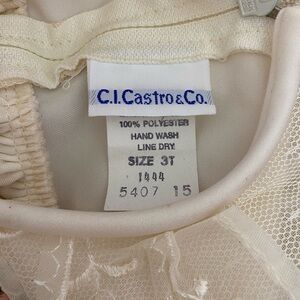 C.I.Castro&Co.
100% POLYESTER
HAND WASH
LINE DRY
SIZE 3T
1444
5407 15